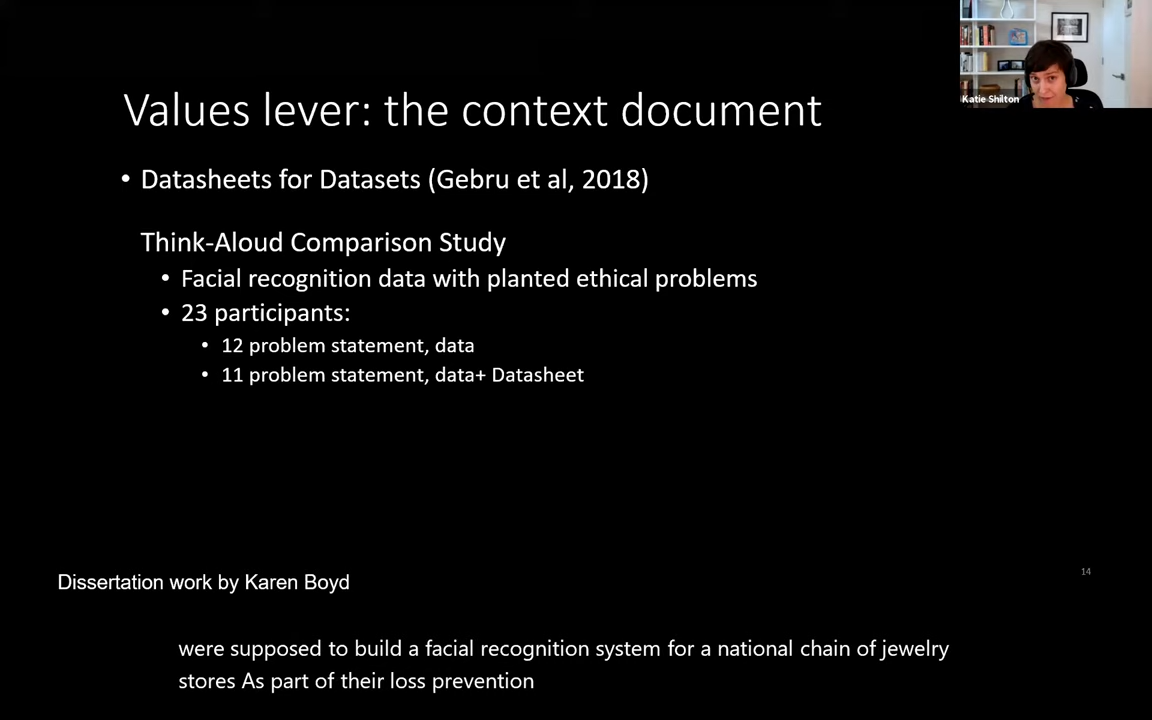 Katie Shilton
Values lever: the context document
• Datasheets for Datasets (Gebru et al, 2018)
Think-Aloud Comparison Study
• Facial recognition data with planted ethical problems
• 23 participants:
• 12 problem statement, data
• 11 problem statement, data+ Datasheet
14
Dissertation work by Karen Boyd
were supposed to build a facial recognition system for a national chain of jewelry
stores As part of their loss prevention